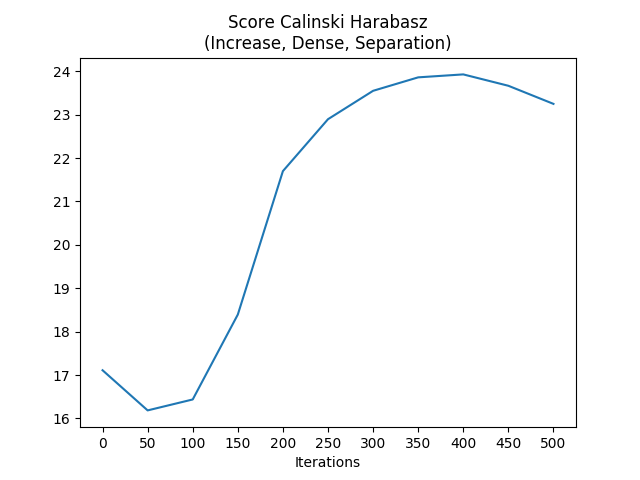 Score Calinski Harabasz
(Increase, Dense, Separation)
24
23
22
21
20
19
18
17
16
0 50 100 150 200 250 300 350 400 450 500
Iterations